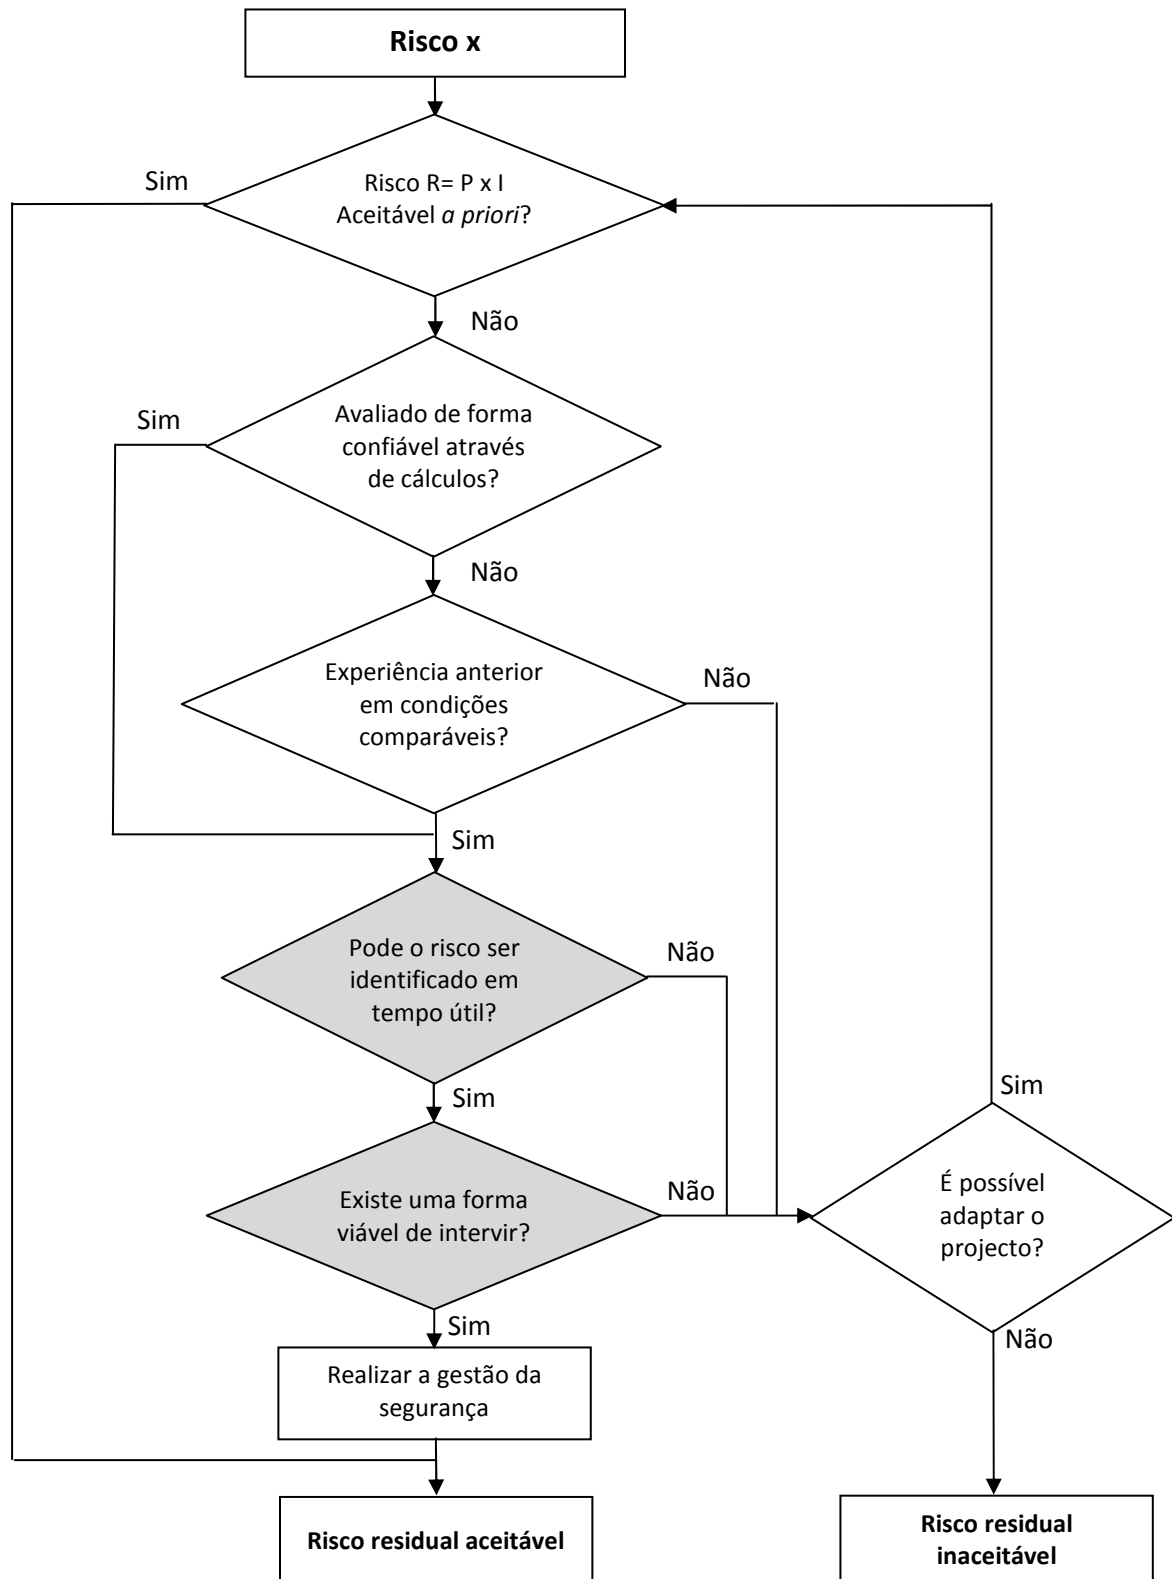 Risco x
Sim
Risco R= P x I
Aceitável a priori?
Não
Sim
Avaliado de forma
confiável através
de cálculos?
Não
Experiência anterior
em condições
comparáveis?
Não
Sim
Pode o risco ser
identificado em
tempo útil?
Não
Sim
Existe uma forma
viável de intervir?
Não
Sim
É possível
adaptar o
projecto?
Sim
Não
Realizar a gestão da
segurança
Risco residual aceitável
Risco residual
inaceitável